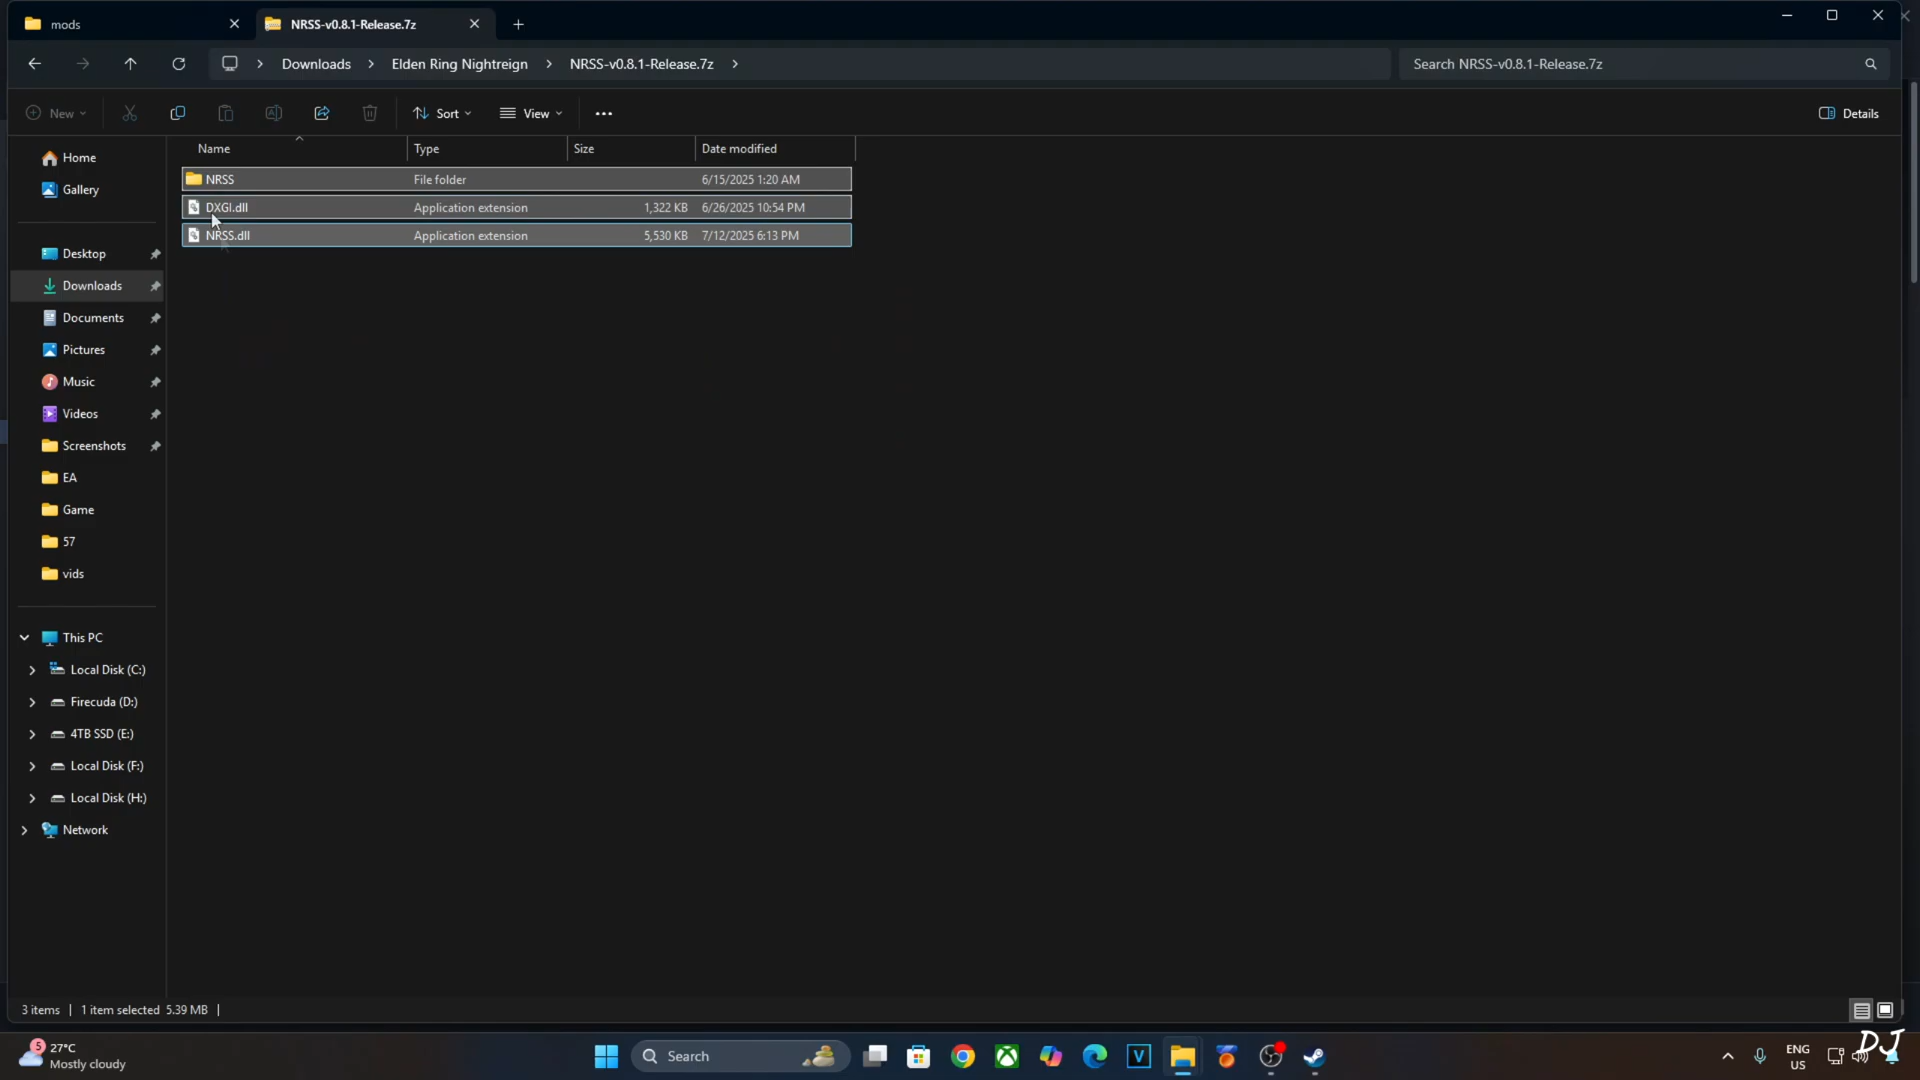 mods
NRSS-v0.8.1-Release.7z
Downloads
Elden Ring Nightreign
NRSS-v0.8.1-Release.7z
Search NRSS-v0.8.1-Release.7z
New
Sort
View
Details
Name
Type
Size
Date modified
NRSS
File folder
6/15/2025 1:20 AM
DXGI.dll
Application extension
1,322 KB
6/26/2025 10:54 PM
NRSS.dll
Application extension
5,530 KB
7/12/2025 6:13 PM
Home
Gallery
Desktop
Downloads
Documents
Pictures
Music
Videos
Screenshots
EA
Game
57
vids
This PC
Local Disk (C:)
Firecuda (D:)
4TB SSD (E:)
Local Disk (F:)
Local Disk (H:)
Network
3 items
1 item selected 5.39 MB
5
27°C
Mostly cloudy
Search
V
ENG
US
DJ